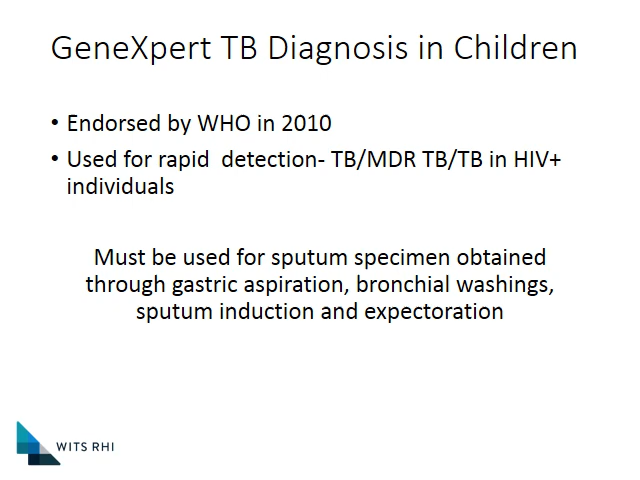 GeneXpert TB Diagnosis in Children
• Endorsed by WHO in 2010
• Used for rapid  detection- TB/MDR TB/TB in HIV+
individuals
Must be used for sputum specimen obtained
through gastric aspiration, bronchial washings,
sputum induction and expectoration
WITS RHI